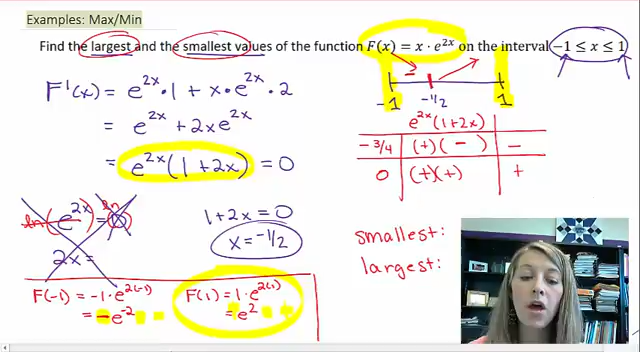 Examples: Max/Min
Find the largest and the smallest values of the function F(x) = x · e^{2x} on the interval −1 ≤ x ≤ 1
F'(x) = e^{2x}·1 + x·e^{2x}·2
= e^{2x} + 2xe^{2x}
= e^{2x}(1 + 2x) = 0
ln(e^{2x}) = ln(0)
2x =
1 + 2x = 0
x = -1/2
F(-1) = -1·e^{2(-1)}
= -e^{-2}
F(1) = 1·e^{2(1)}
= e^2
−
-1 -1/2 1
e^{2x}(1+2x)
-3/4 (+)(-) −
0 (+)(+) +
smallest:
largest: